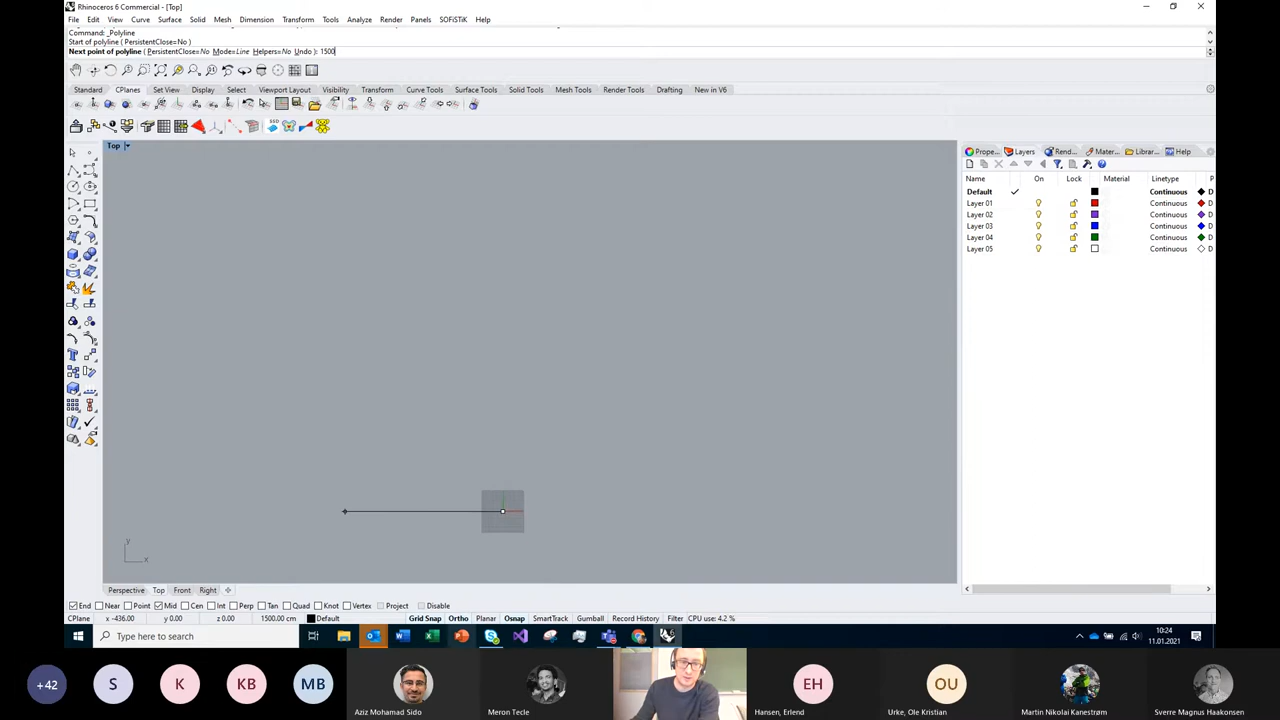 Rhinoceros 6 Commercial - [Top]
File Edit View Curve Surface Solid Mesh Dimension Transform Tools Analyze Render Panels SOFiSTiK Help
Command: _Polyline
Start of polyline ( PersistentClose=No )
Next point of polyline ( PersistentClose=No Mode=Line Helpers=No Undo ): 1500
Standard CPlanes Set View Display Select Viewport Layout Visibility Transform Curve Tools Surface Tools Solid Tools Mesh Tools Render Tools Drafting New in V6
Top
Prope... Layers Rend... Mater... Librar... Help
Name On Lock Material Linetype P
Default Continuous D
Layer 01 Continuous D
Layer 02 Continuous D
Layer 03 Continuous D
Layer 04 Continuous D
Layer 05 Continuous D
y
x
Perspective Top Front Right
End Near Point Mid Cen Int Perp Tan Quad Knot Vertex Project Disable
CPlane x -436.00 y 0.00 z 0.00 1500.00 cm Default Grid Snap Ortho Planar Osnap SmartTrack Gumball Record History Filter CPU use: 4.2 %
Type here to search
10:24
11.01.2021
+42 S K KB MB EH OU
Aziz Mohamad Sido Meron Tecle Hansen, Erlend Urke, Ole Kristian Martin Nikolai Kanestrøm Sverre Magnus Haakonsen